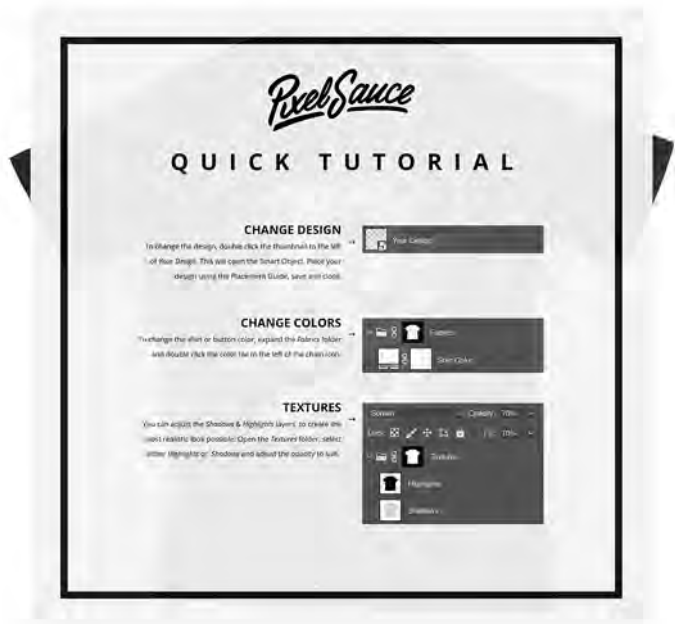 PixelSauce
QUICK TUTORIAL
CHANGE DESIGN
To change the design, double click the thumbnail to the left
of Your Design. This will open the Smart Object. Place your
design using the Placement Guide, save and close.
→
Your Design
CHANGE COLORS
To change the shirt or button color, expand the Fabrics folder
and double click the color tile to the left of the chain icon.
→
Fabrics
Shirt Color
TEXTURES
You can adjust the Shadows & Highlights layers, to create the
most realistic look possible. Open the Textures folder, select
either Highlights or Shadows and adjust the opacity to suit.
→
Screen Opacity: 70%
Lock: 70%
Textures
Highlights
Shadows